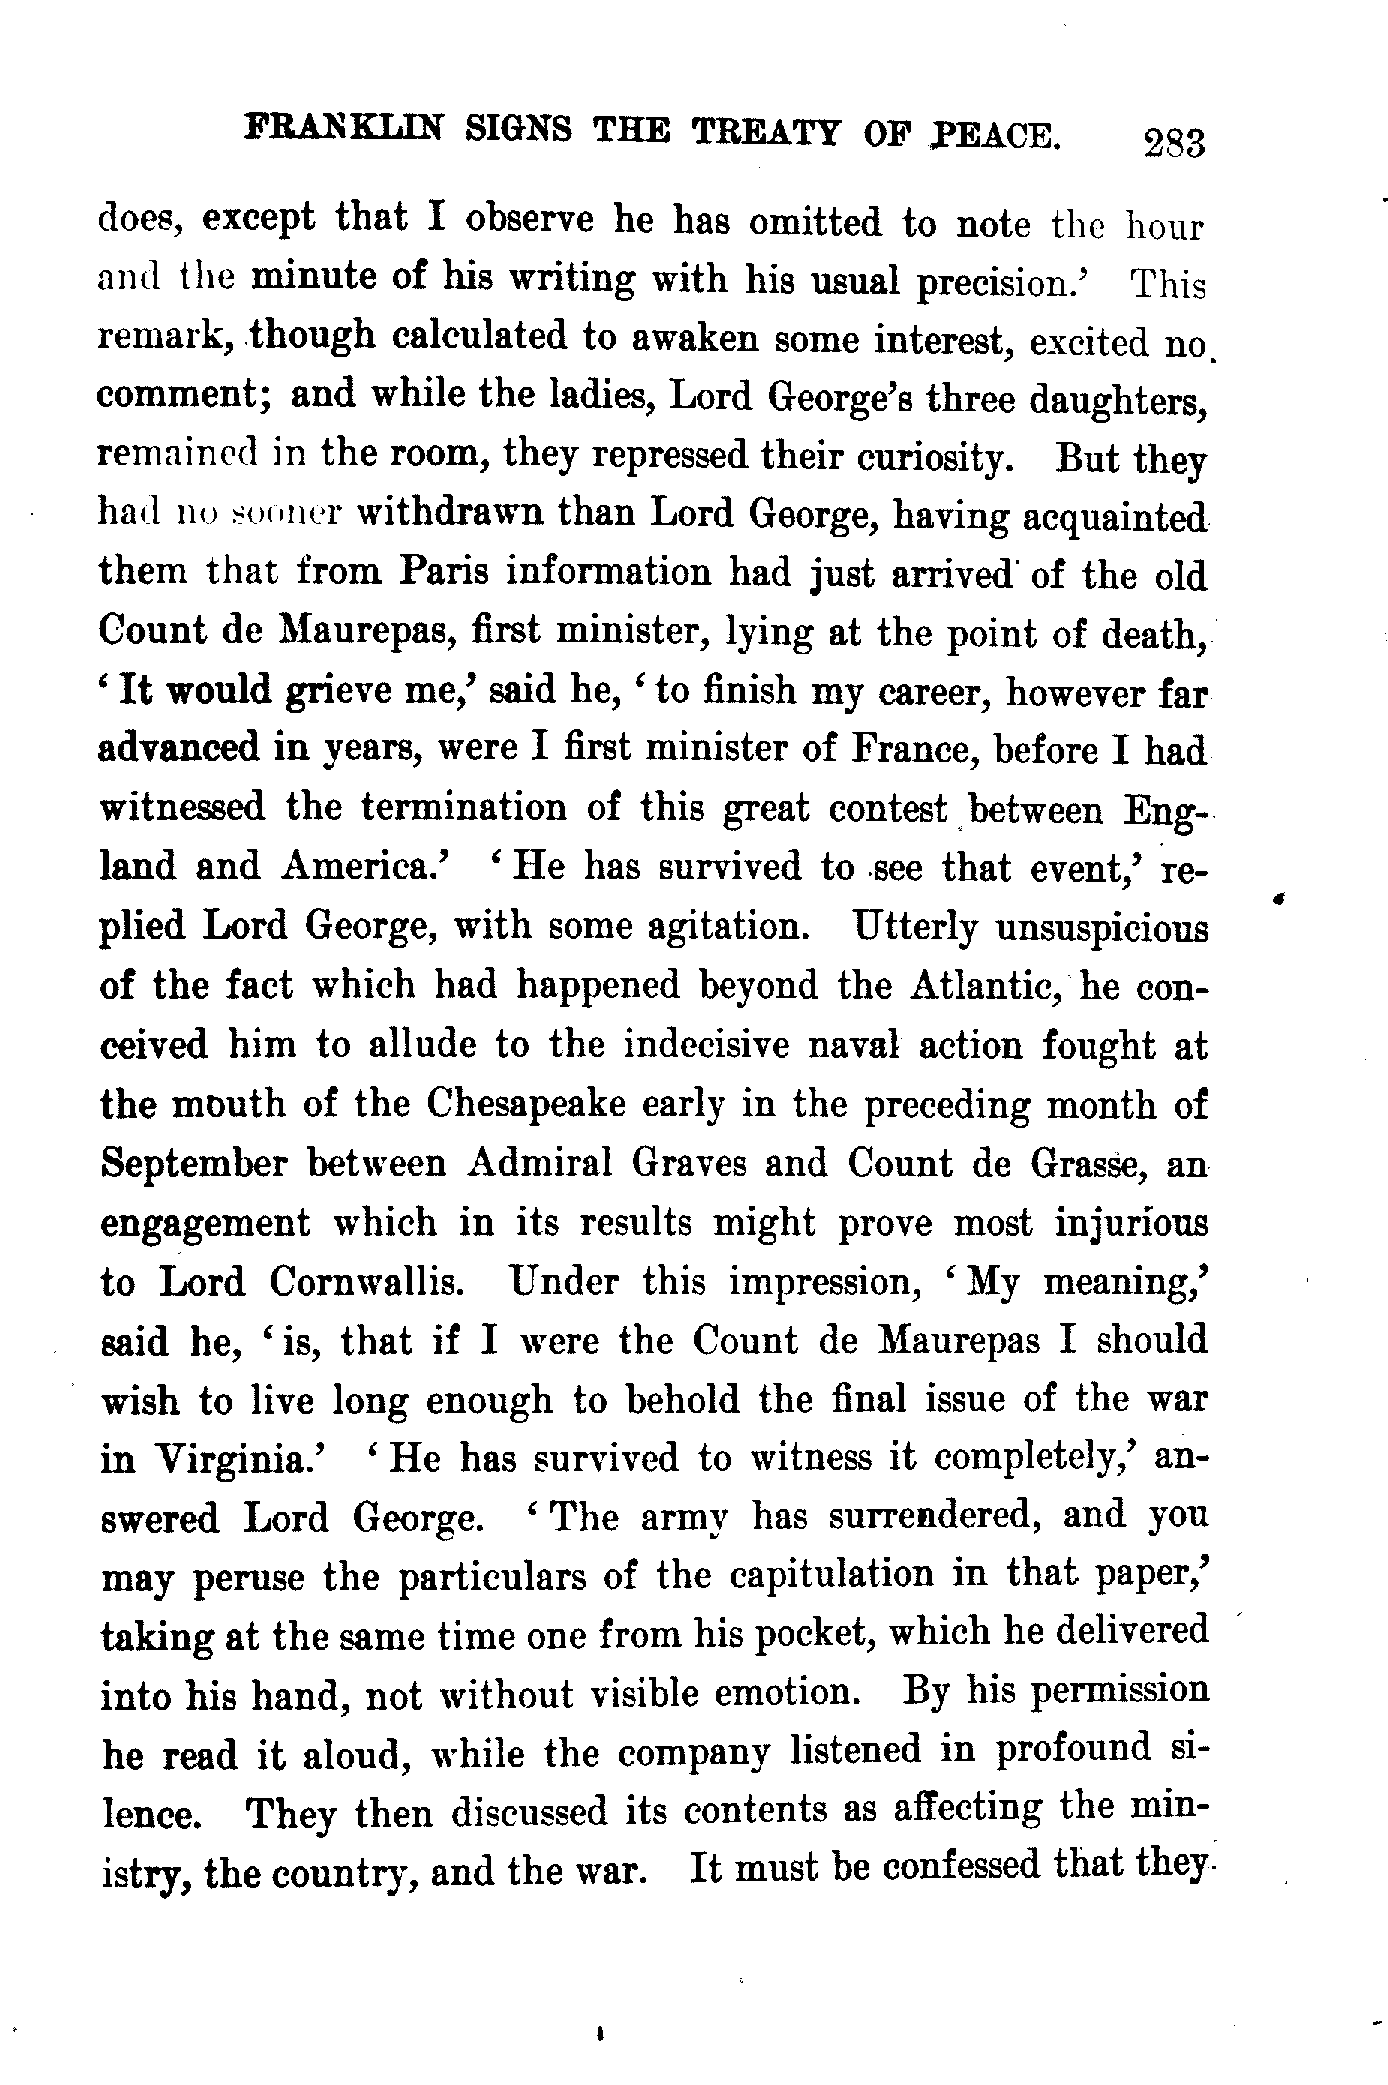 FRANKLIN SIGNS THE TREATY OF PEACE. 283
does, except that I observe he has omitted to note the hour
and the minute of his writing with his usual precision.’ This
remark, though calculated to awaken some interest, excited no
comment; and while the ladies, Lord George’s three daughters,
remained in the room, they repressed their curiosity. But they
had no sooner withdrawn than Lord George, having acquainted
them that from Paris information had just arrived of the old
Count de Maurepas, first minister, lying at the point of death,
‘It would grieve me,’ said he, ‘to finish my career, however far
advanced in years, were I first minister of France, before I had
witnessed the termination of this great contest between Eng-
land and America.’ ‘He has survived to see that event,’ re-
plied Lord George, with some agitation. Utterly unsuspicious
of the fact which had happened beyond the Atlantic, he con-
ceived him to allude to the indecisive naval action fought at
the mouth of the Chesapeake early in the preceding month of
September between Admiral Graves and Count de Grasse, an
engagement which in its results might prove most injurious
to Lord Cornwallis. Under this impression, ‘My meaning,’
said he, ‘is, that if I were the Count de Maurepas I should
wish to live long enough to behold the final issue of the war
in Virginia.’ ‘He has survived to witness it completely,’ an-
swered Lord George. ‘The army has surrendered, and you
may peruse the particulars of the capitulation in that paper,’
taking at the same time one from his pocket, which he delivered
into his hand, not without visible emotion. By his permission
he read it aloud, while the company listened in profound si-
lence. They then discussed its contents as affecting the min-
istry, the country, and the war. It must be confessed that they